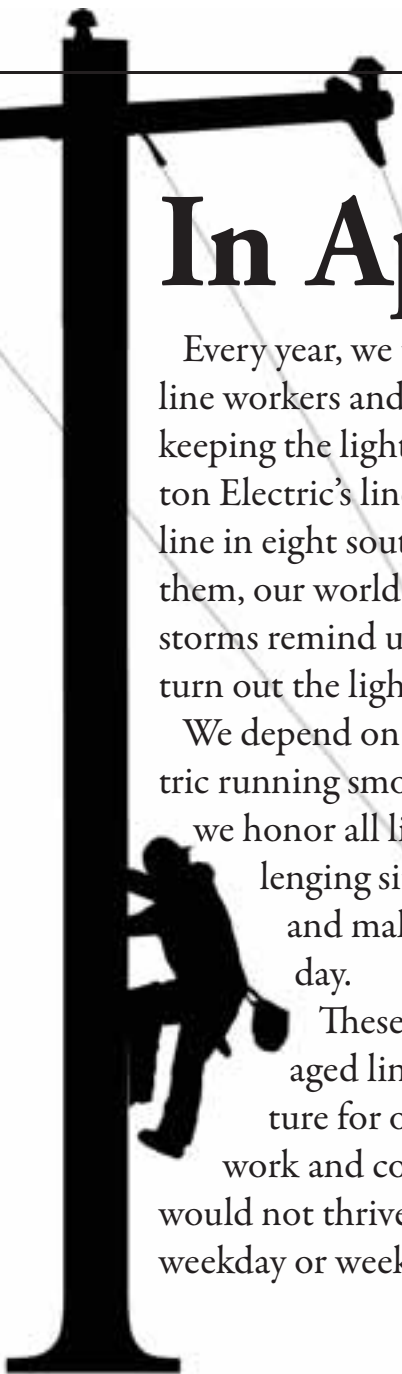 In Ap
Every year, we
line workers and
keeping the light
ton Electric’s line
line in eight sout
them, our world
storms remind u
turn out the ligh
We depend on
tric running smo
we honor all li
lenging si
and mak
day.
These
aged lin
ture for o
work and co
would not thrive
weekday or week